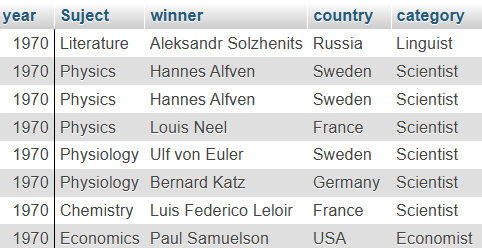 year Suject winner country category
1970 Literature Aleksandr Solzhenits Russia Linguist
1970 Physics Hannes Alfven Sweden Scientist
1970 Physics Hannes Alfven Sweden Scientist
1970 Physics Louis Neel France Scientist
1970 Physiology Ulf von Euler Sweden Scientist
1970 Physiology Bernard Katz Germany Scientist
1970 Chemistry Luis Federico Leloir France Scientist
1970 Economics Paul Samuelson USA Economist